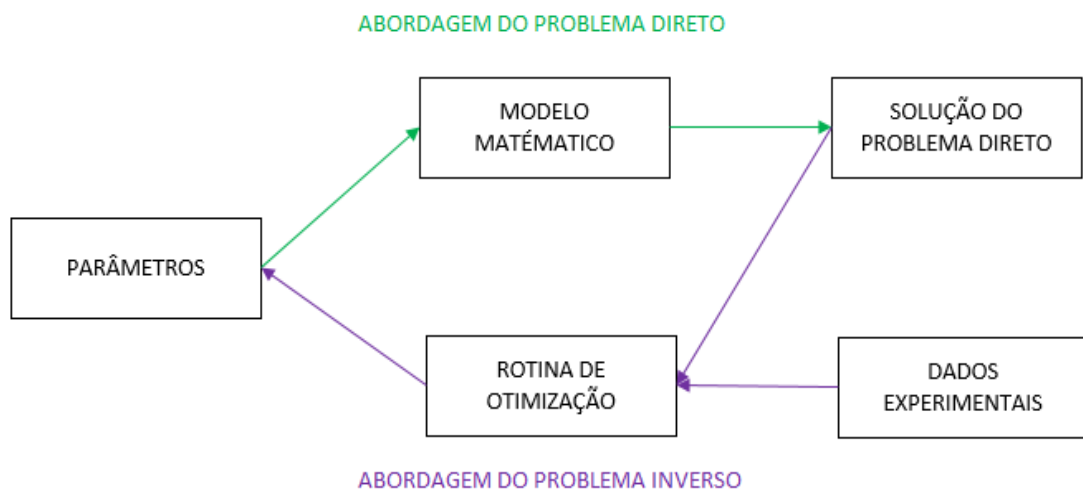 ABORDAGEM DO PROBLEMA DIRETO
MODELO
MATÉMATICO
SOLUÇÃO DO
PROBLEMA DIRETO
PARÂMETROS
ROTINA DE
OTIMIZAÇÃO
DADOS
EXPERIMENTAIS
ABORDAGEM DO PROBLEMA INVERSO